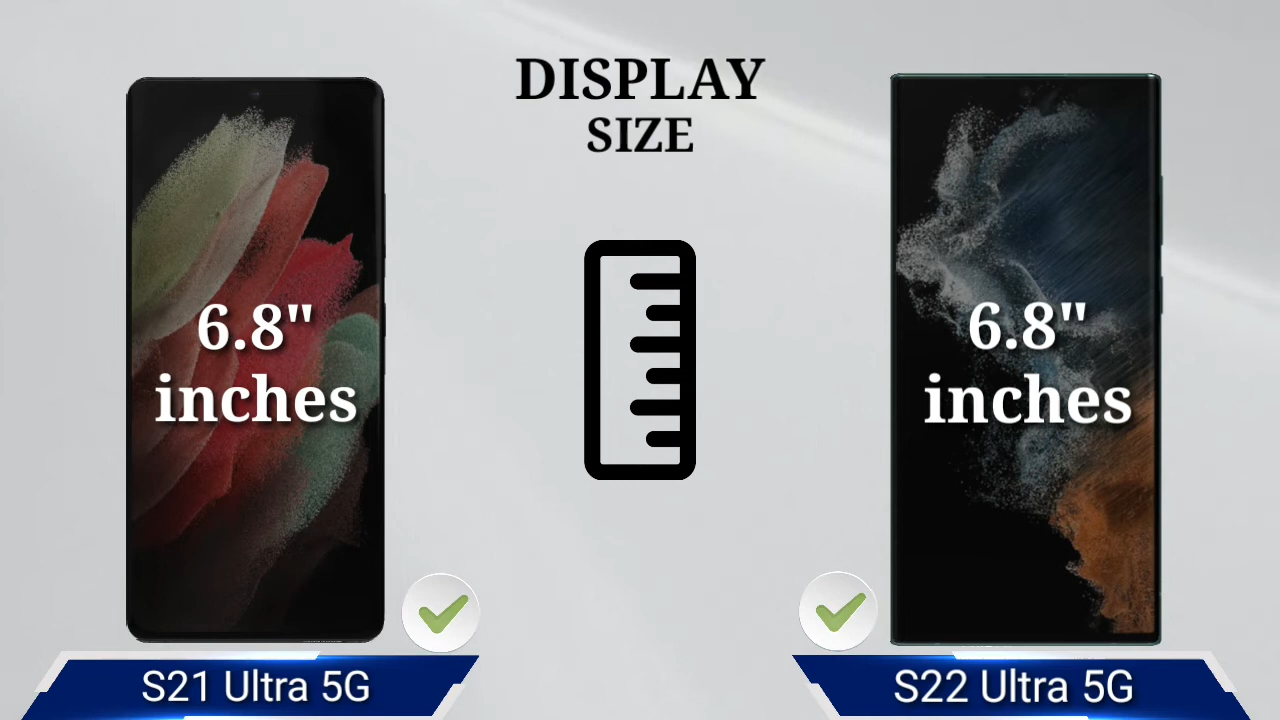 DISPLAY
SIZE
6.8"
inches
6.8"
inches
S21 Ultra 5G
S22 Ultra 5G